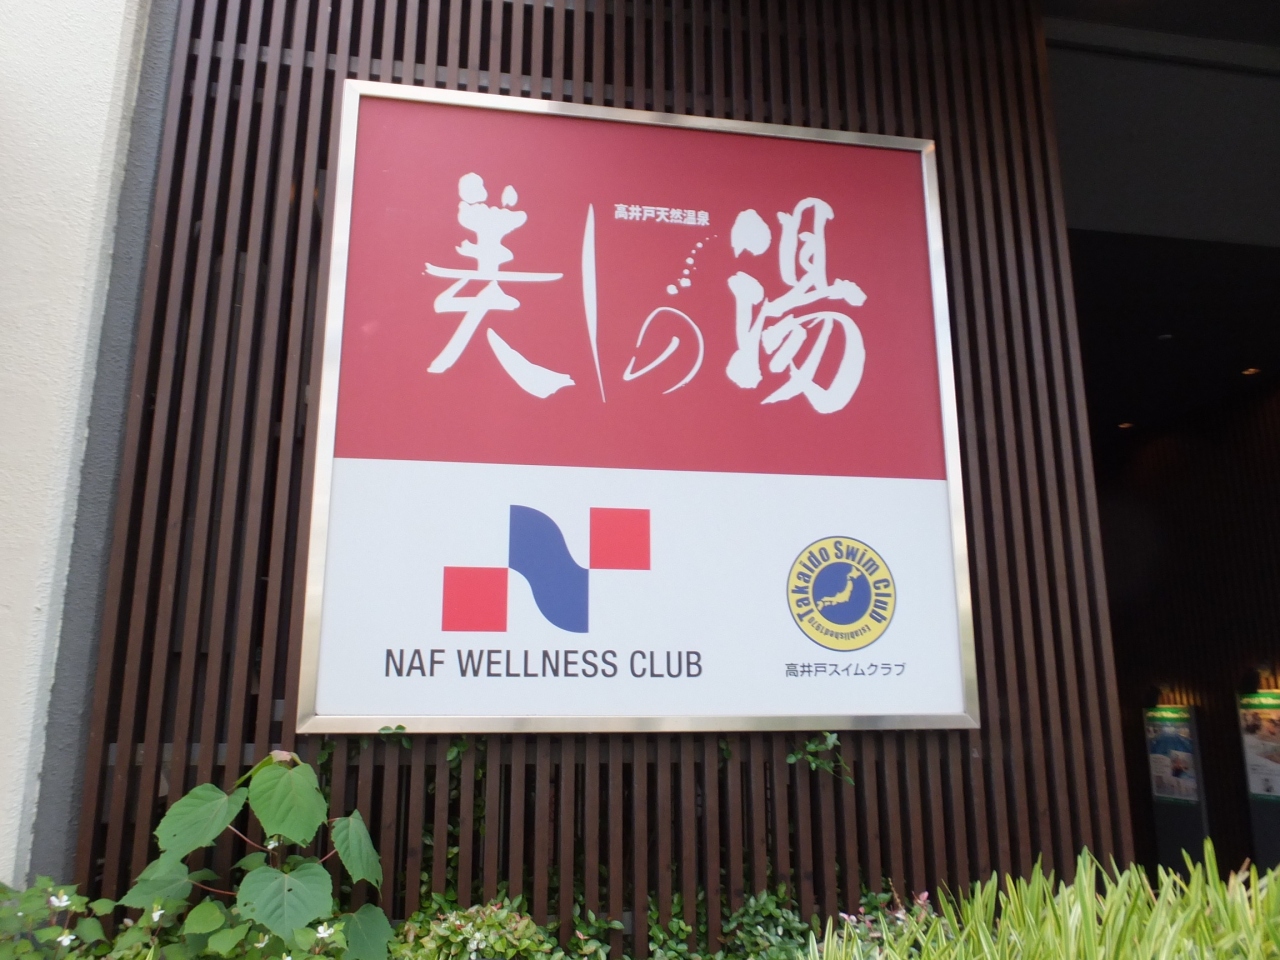 高井戸天然温泉
美しの湯
NAF WELLNESS CLUB
Takaido Swim Club
Established1970
高井戸スイムクラブ